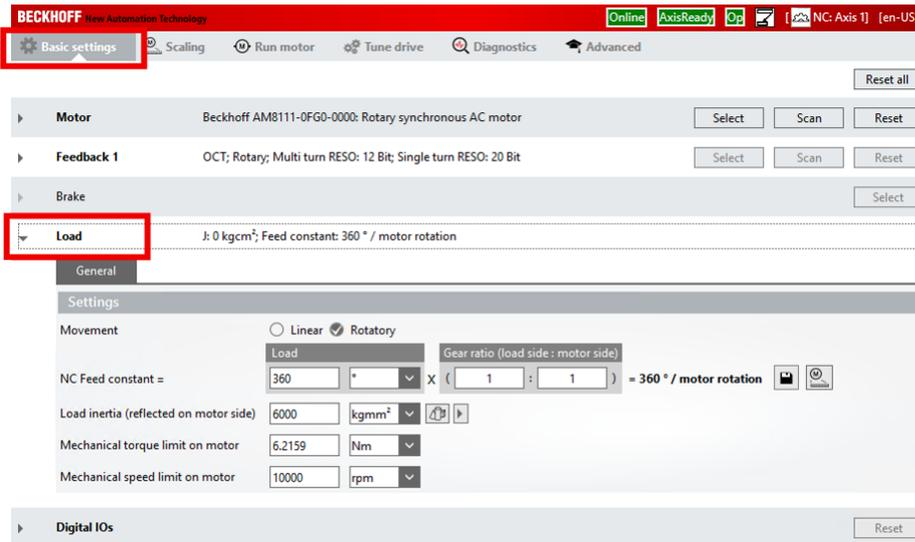 BECKHOFF New Automation Technology Online AxisReady Op [ NC: Axis 1] [en-US
Basic settings Scaling Run motor Tune drive Diagnostics Advanced
Reset all
Motor Beckhoff AM8111-0FG0-0000: Rotary synchronous AC motor Select Scan Reset
Feedback 1 OCT; Rotary; Multi turn RESO: 12 Bit; Single turn RESO: 20 Bit Select Scan Reset
Brake Select
Load J: 0 kgcm²; Feed constant: 360 ° / motor rotation
General
Settings
Movement Linear Rotatory
Load Gear ratio (load side : motor side)
NC Feed constant = 360 ° X ( 1 : 1 ) = 360 ° / motor rotation
Load inertia (reflected on motor side) 6000 kgmm²
Mechanical torque limit on motor 6.2159 Nm
Mechanical speed limit on motor 10000 rpm
Digital IOs Reset